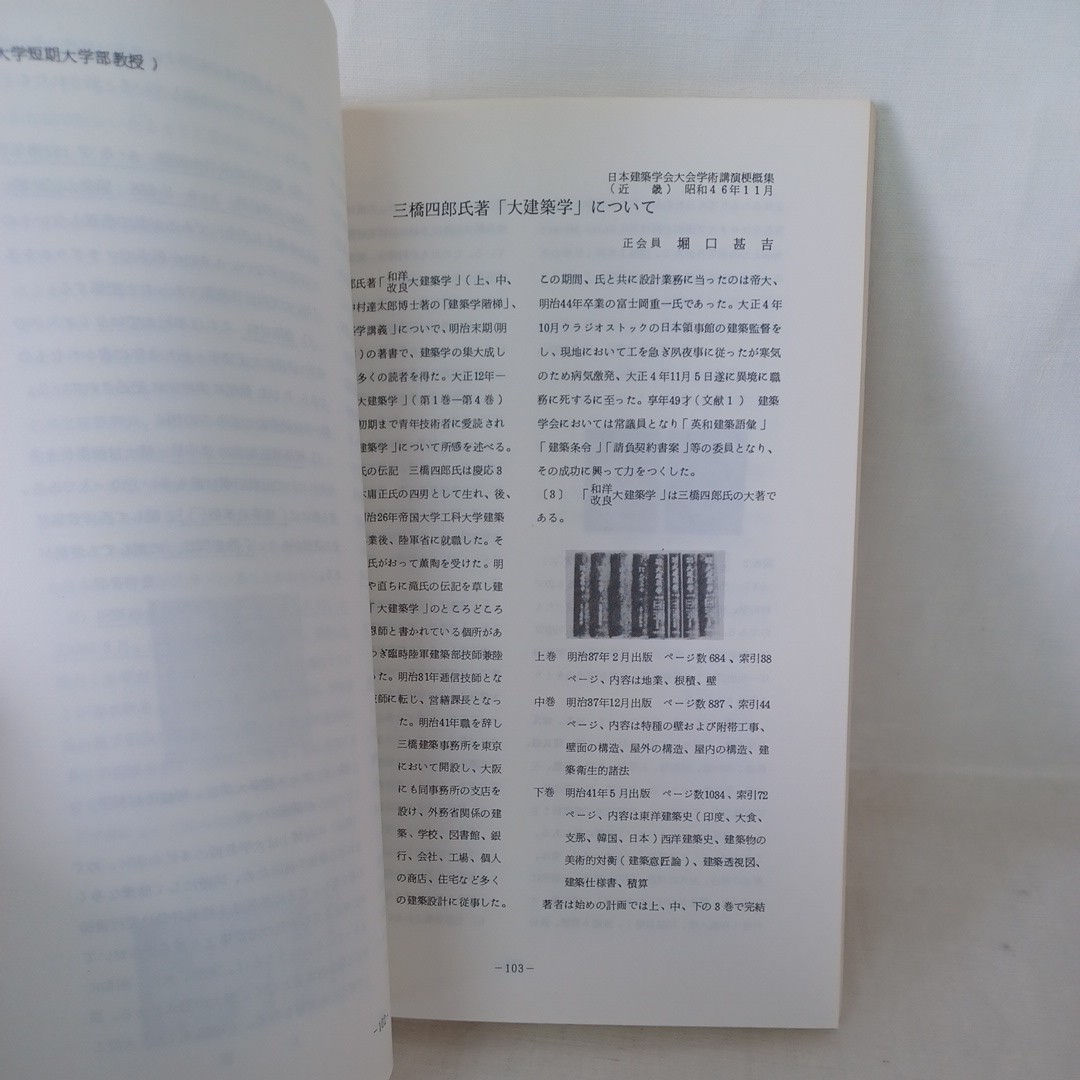 大学短期大学部教授)
日本建築学会大会学術講演梗概集
(近 畿) 昭和46年11月
三橋四郎氏著「大建築学」について
正会員 堀口甚吉
郎氏著「和洋改良大建築学」(上、中、
中村達太郎博士著の「建築学階梯」、
学講義」についで、明治末期(明
)の著書で、建築学の集大成し
多くの読者を得た。大正12年—
大建築学」(第1巻—第4巻)
初期まで青年技術者に愛読され
建築学」について所感を述べる。
氏の伝記 三橋四郎氏は慶応3
木庸正氏の四男として生れ、後、
明治26年帝国大学工科大学建築
業後、陸軍省に就職した。そ
氏がおって薫陶を受けた。明
や直ちに滝氏の伝記を草し建
「大建築学」のところどころ
恩師と書かれている個所があ
つぎ臨時陸軍建築部技師兼陸
った。明治31年逓信技師とな
技師に転じ、営繕課長となっ
た。明治41年職を辞し
三橋建築事務所を東京
において開設し、大阪
にも同事務所の支店を
設け、外務省関係の建
築、学校、図書館、銀
行、会社、工場、個人
の商店、住宅など多く
の建築設計に従事した。
この期間、氏と共に設計業務に当ったのは帝大、
明治44年卒業の富士岡重一氏であった。大正4年
10月ウラジオストックの日本領事館の建築監督を
し、現地において工を急ぎ夙夜事に従ったが寒気
のため病気激発、大正4年11月5日遂に異境に職
務に死するに至った。享年49才(文献1) 建築
学会においては常議員となり「英和建築語彙」
「建築条令」「請負契約書案」等の委員となり、
その成功に興って力をつくした。
〔3〕 「和洋改良大建築学」は三橋四郎氏の大著で
ある。
上巻 明治37年2月出版 ページ数684、索引38
ページ、内容は地業、根積、壁
中巻 明治37年12月出版 ページ数837、索引44
ページ、内容は特種の壁および附帯工事、
壁面の構造、屋外の構造、屋内の構造、建
築衛生的諸法
下巻 明治41年5月出版 ページ数1084、索引72
ページ、内容は東洋建築史(印度、大食、
支那、韓国、日本)西洋建築史、建築物の
美術的対衡(建築意匠論)、建築透視図、
建築仕様書、積算
著者は始めの計画では上、中、下の3巻で完結
-103-
-102-